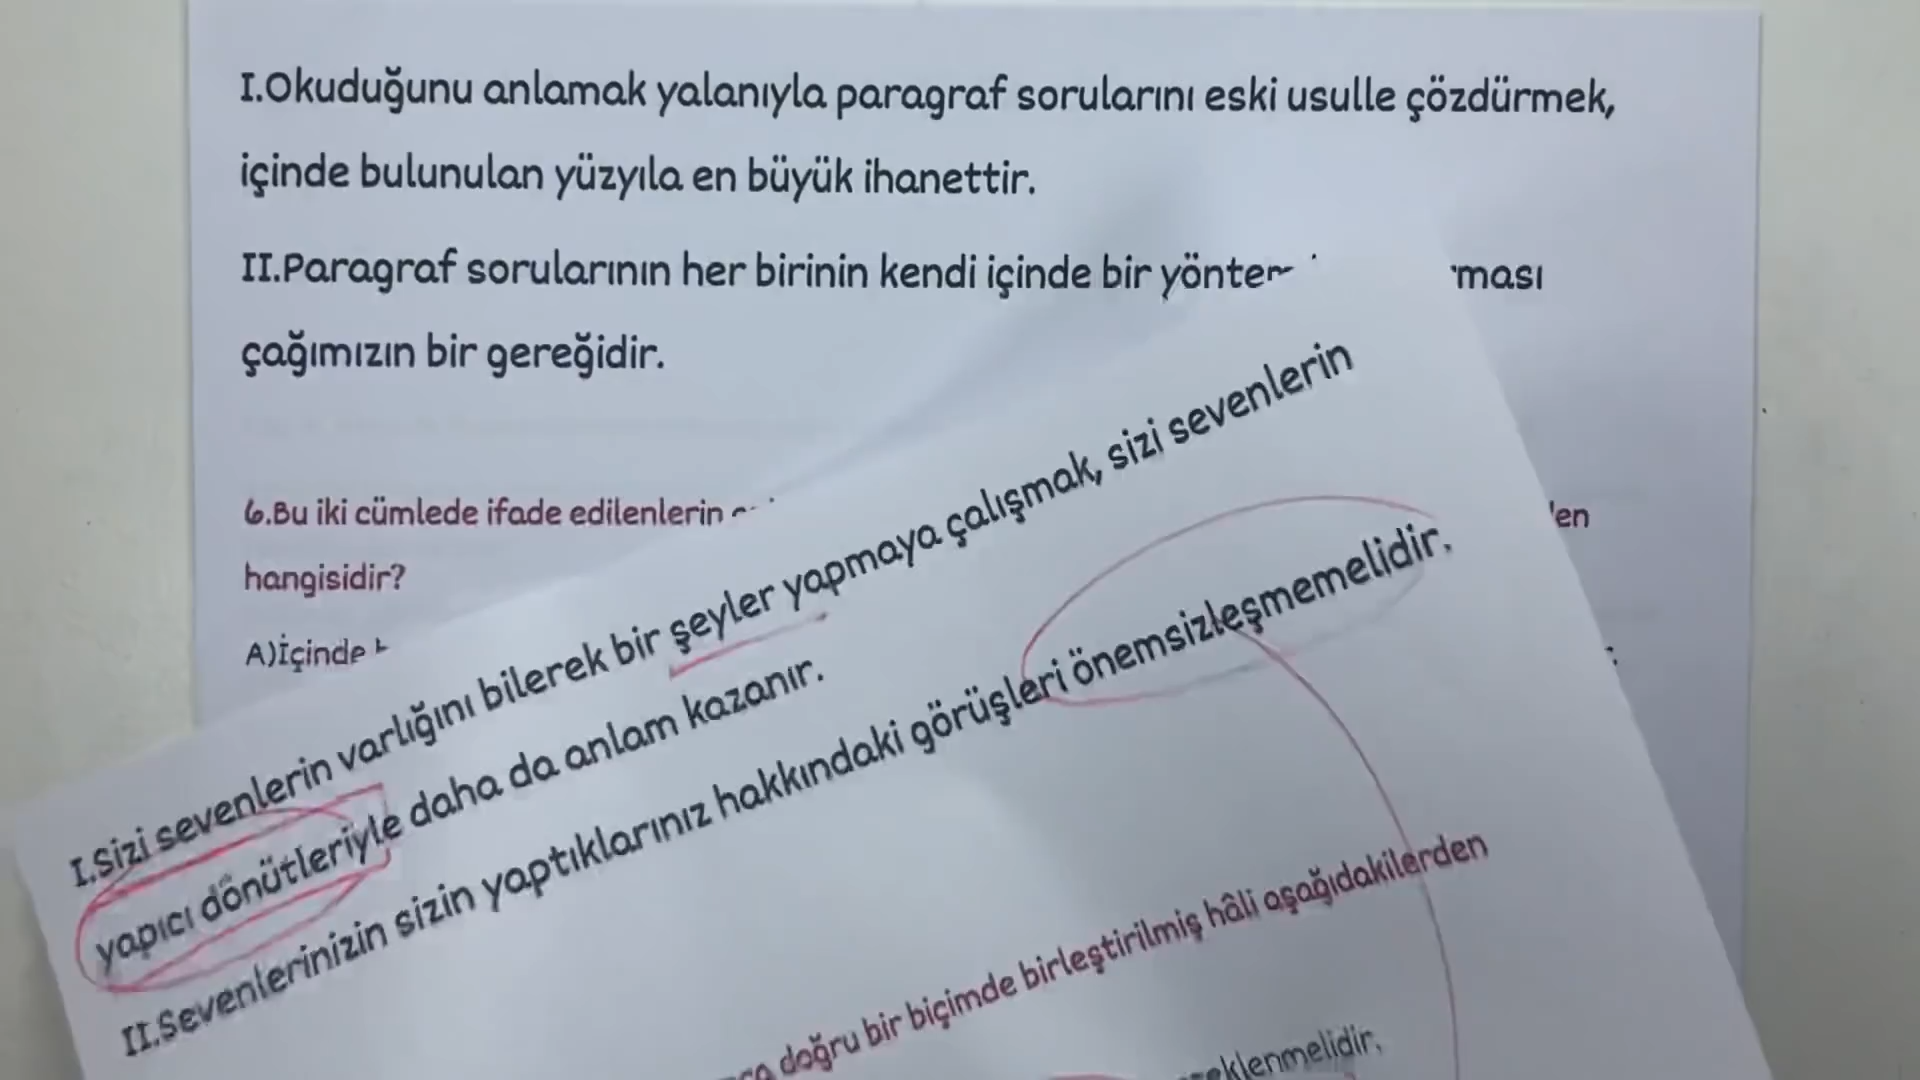 I.Okuduğunu anlamak yalanıyla paragraf sorularını eski usulle çözdürmek,
içinde bulunulan yüzyıla en büyük ihanettir.
II.Paragraf sorularının her birinin kendi içinde bir
çağımızın bir gereğidir.
6.Bu iki cümlede ifade edilenlerin
hangisidir?
A)İçinde
I.Sizi sevenlerin varlığını bilerek bir şeyler yapmaya çalışmak, sizi sevenlerin
yapıcı dönütleriyle daha da anlam kazanır.
II.Sevenlerinizin sizin yaptıklarınız hakkındaki görüşleri önemsizleşmemelidir.
doğru bir biçimde birleştirilmiş hâli aşağıdakilerden